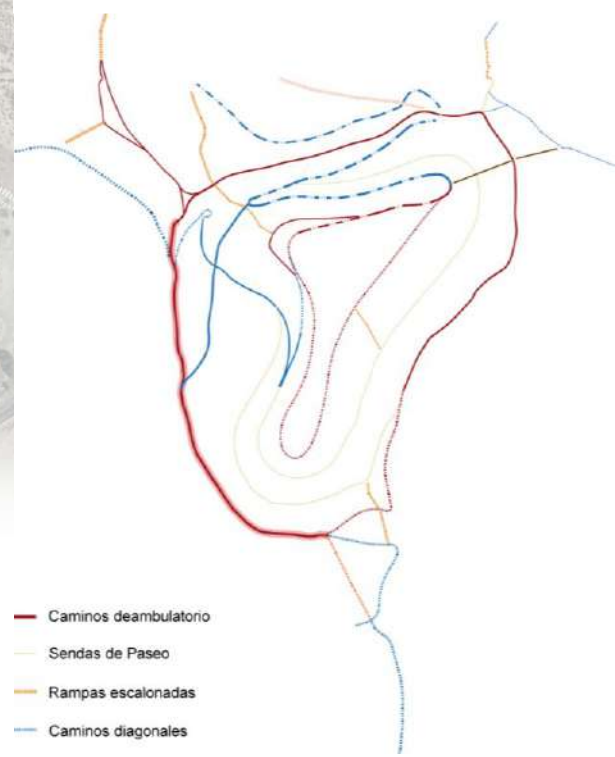 Caminos deambulatorio
Sendas de Paseo
Rampas escalonadas
Caminos diagonales